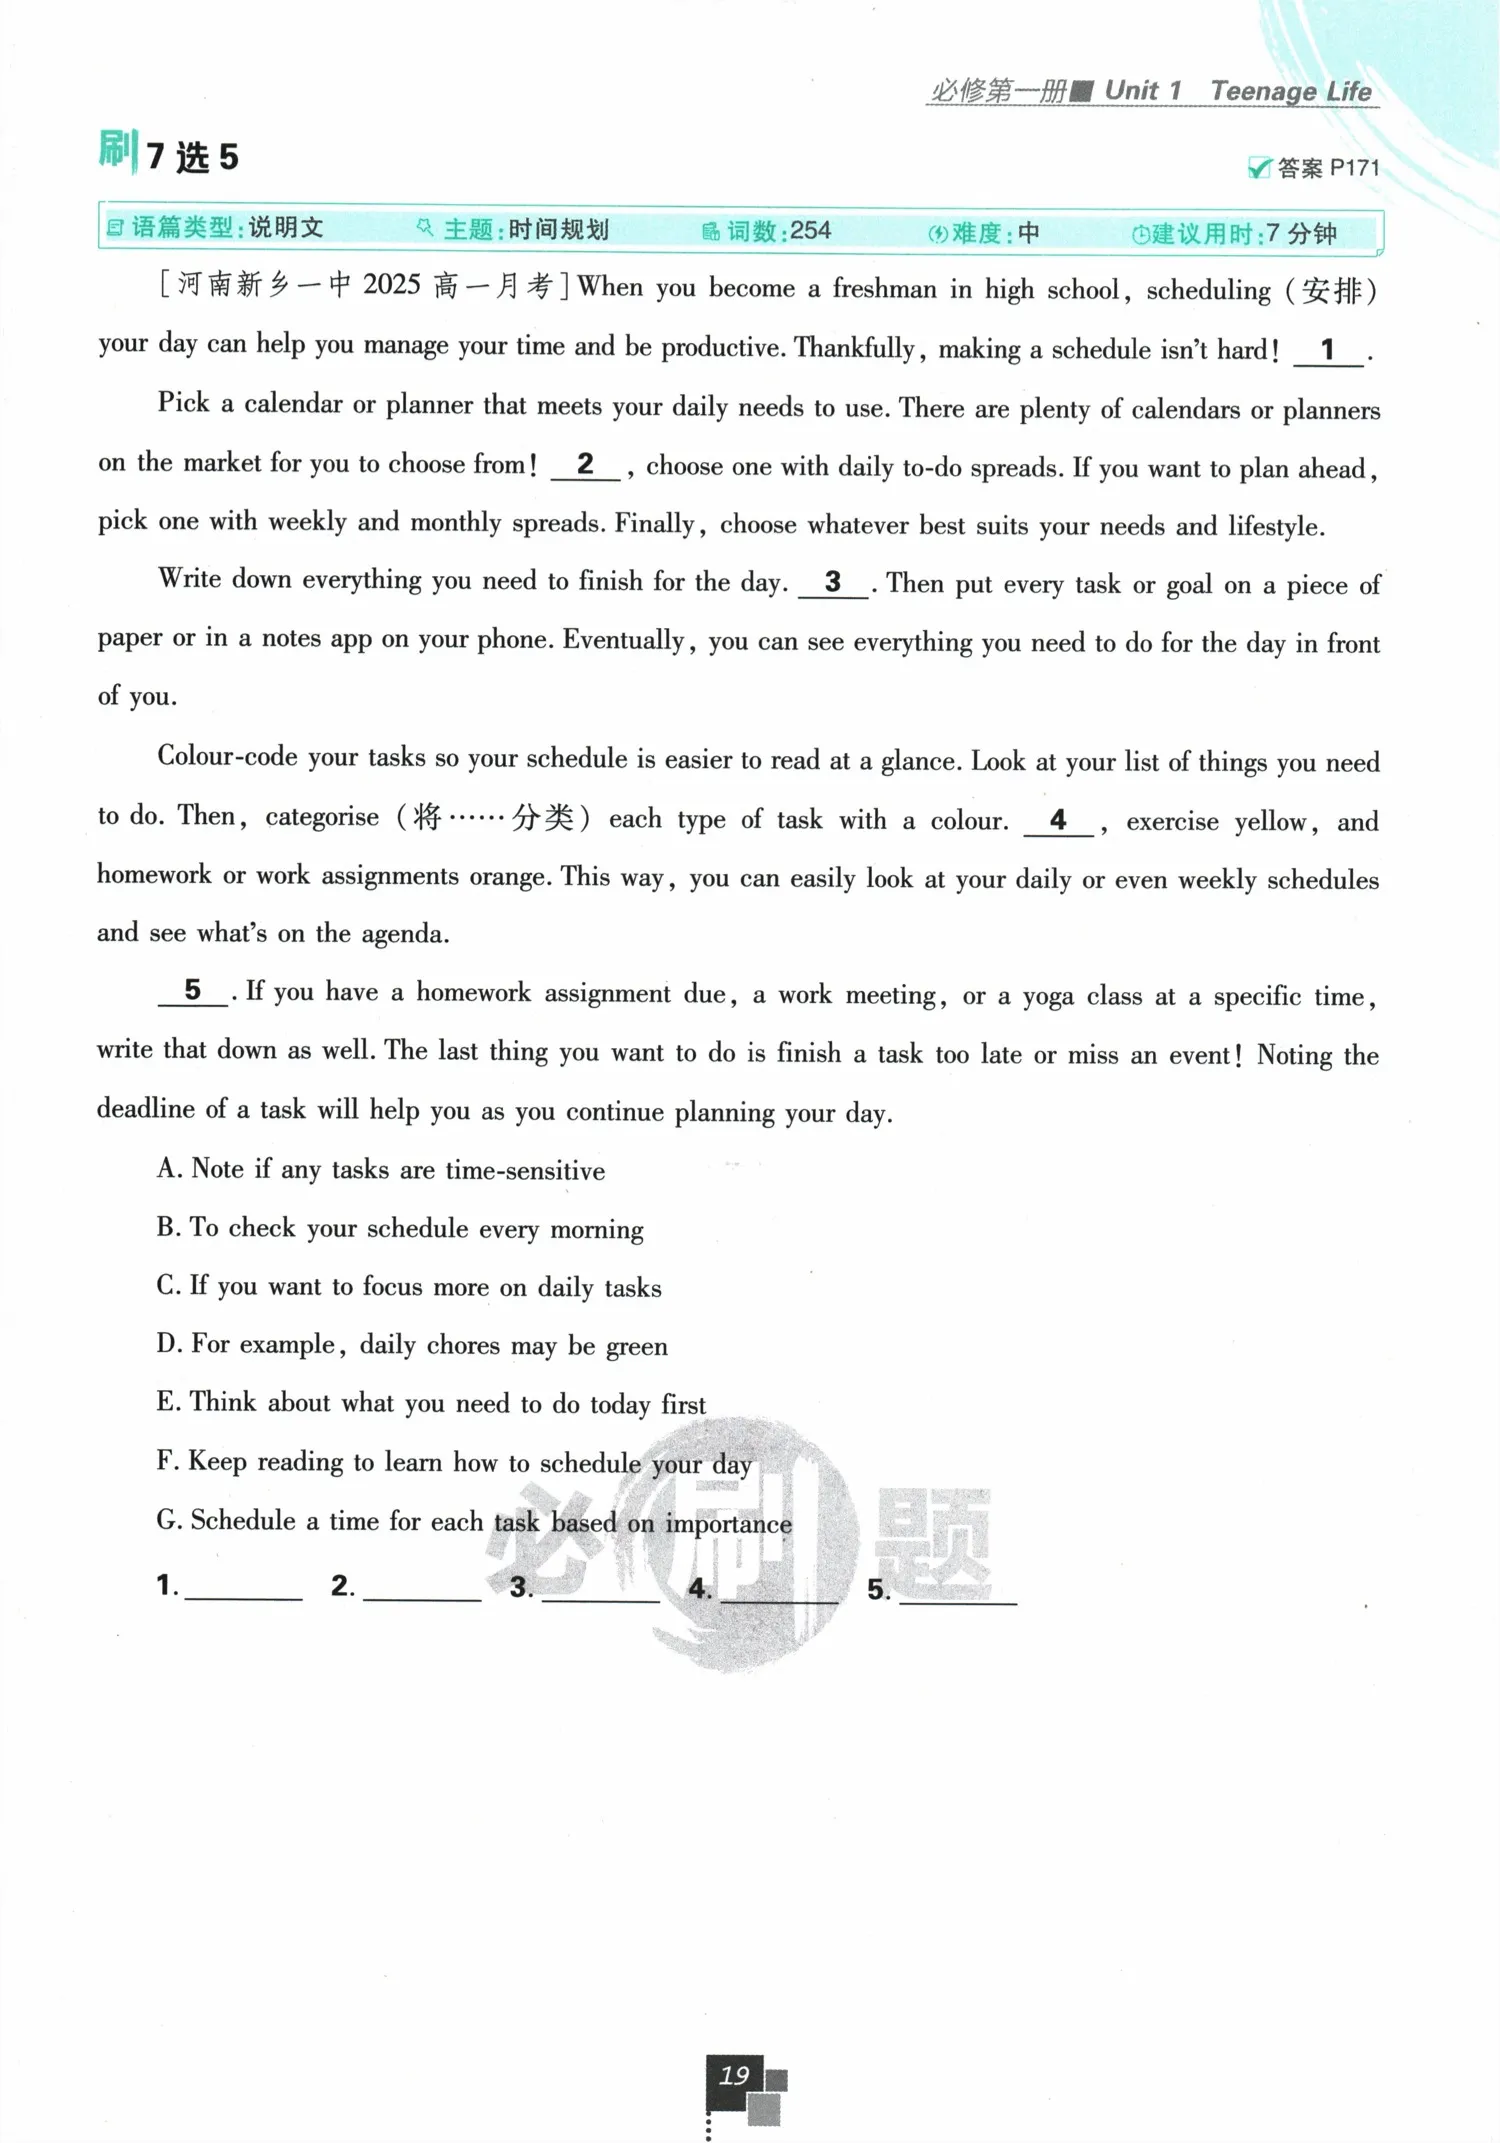 必修第一册■ Unit 1 Teenage Life
刷 7 选 5
答案 P171
语篇类型:说明文 主题:时间规划 词数:254 难度:中 建议用时:7 分钟
[河南新乡一中 2025 高一月考]When you become a freshman in high school, scheduling (安排)
your day can help you manage your time and be productive. Thankfully, making a schedule isn't hard! 1 .
Pick a calendar or planner that meets your daily needs to use. There are plenty of calendars or planners
on the market for you to choose from! 2 , choose one with daily to-do spreads. If you want to plan ahead,
pick one with weekly and monthly spreads. Finally, choose whatever best suits your needs and lifestyle.
Write down everything you need to finish for the day. 3 . Then put every task or goal on a piece of
paper or in a notes app on your phone. Eventually, you can see everything you need to do for the day in front
of you.
Colour-code your tasks so your schedule is easier to read at a glance. Look at your list of things you need
to do. Then, categorise (将……分类) each type of task with a colour. 4 , exercise yellow, and
homework or work assignments orange. This way, you can easily look at your daily or even weekly schedules
and see what's on the agenda.
5 . If you have a homework assignment due, a work meeting, or a yoga class at a specific time,
write that down as well. The last thing you want to do is finish a task too late or miss an event! Noting the
deadline of a task will help you as you continue planning your day.
A. Note if any tasks are time-sensitive
B. To check your schedule every morning
C. If you want to focus more on daily tasks
D. For example, daily chores may be green
E. Think about what you need to do today first
F. Keep reading to learn how to schedule your day
G. Schedule a time for each task based on importance
必刷题
1. ________ 2. ________ 3. ________ 4. ________ 5. ________
19